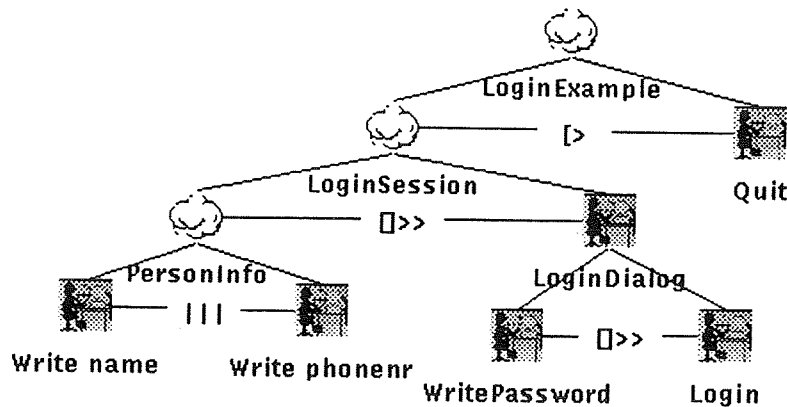 LoginExample
[>
Quit
LoginSession
[]>>
PersonInfo
LoginDialog
|||
[]>>
Write name
Write phonenr
WritePassword
Login